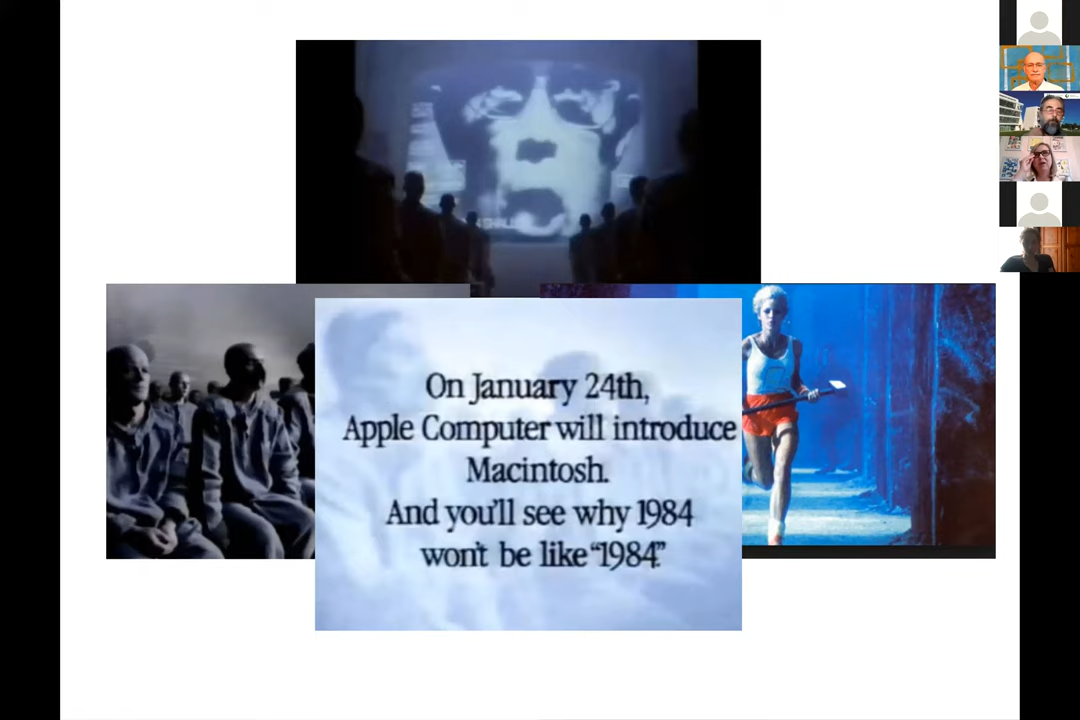 On January 24th,
Apple Computer will introduce
Macintosh.
And you'll see why 1984
won't be like "1984."